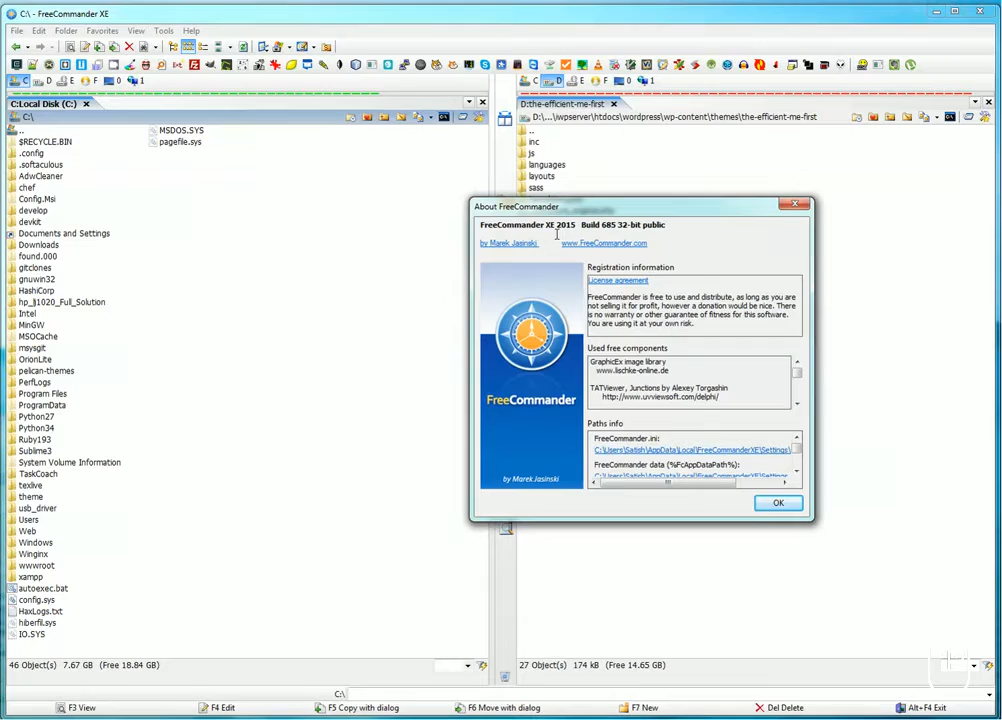 C:\ - FreeCommander XE
File Edit Folder Favorites View Tools Help
C D E F 0 1
C D E F 0 1
C:Local Disk (C:)
D:the-efficient-me-first
C:\
D:\...\wpserver\htdocs\wordpress\wp-content\themes\the-efficient-me-first
..
$RECYCLE.BIN
.config
.softaculous
AdwCleaner
chef
Config.Msi
develop
devkit
Documents and Settings
Downloads
found.000
gitclones
gnuwin32
HashiCorp
hp_lj1020_Full_Solution
Intel
MinGW
MSOCache
msysgit
OrionLite
pelican-themes
PerfLogs
Program Files
ProgramData
Python27
Python34
Ruby193
Sublime3
System Volume Information
TaskCoach
texlive
theme
usb_driver
Users
Web
Windows
Winginx
wwwroot
xampp
autoexec.bat
config.sys
HaxLogs.txt
hiberfil.sys
IO.SYS
MSDOS.SYS
pagefile.sys
..
inc
js
languages
layouts
sass
About FreeCommander
FreeCommander XE 2015 Build 685 32-bit public
by Marek Jasinski www.FreeCommander.com
FreeCommander
by Marek Jasinski
Registration information
License agreement
FreeCommander is free to use and distribute, as long as you are
not selling it for profit, however a donation would be nice. There
is no warranty or other guarantee of fitness for this software.
You are using it at your own risk.
Used free components
GraphicEx image library
www.lischke-online.de
TATViewer, Junctions by Alexey Torgashin
http://www.uvviewsoft.com/delphi/
Paths info
FreeCommander.ini:
C:\Users\Satish\AppData\Local\FreeCommanderXE\Settings\
FreeCommander data (%FcAppDataPath%):
C:\Users\Satish\AppData\Local\FreeCommanderXE\Settings
OK
46 Object(s) 7.67 GB (Free 18.84 GB)
27 Object(s) 174 kB (Free 14.65 GB)
C:\
F3 View F4 Edit F5 Copy with dialog F6 Move with dialog F7 New Del Delete Alt+F4 Exit